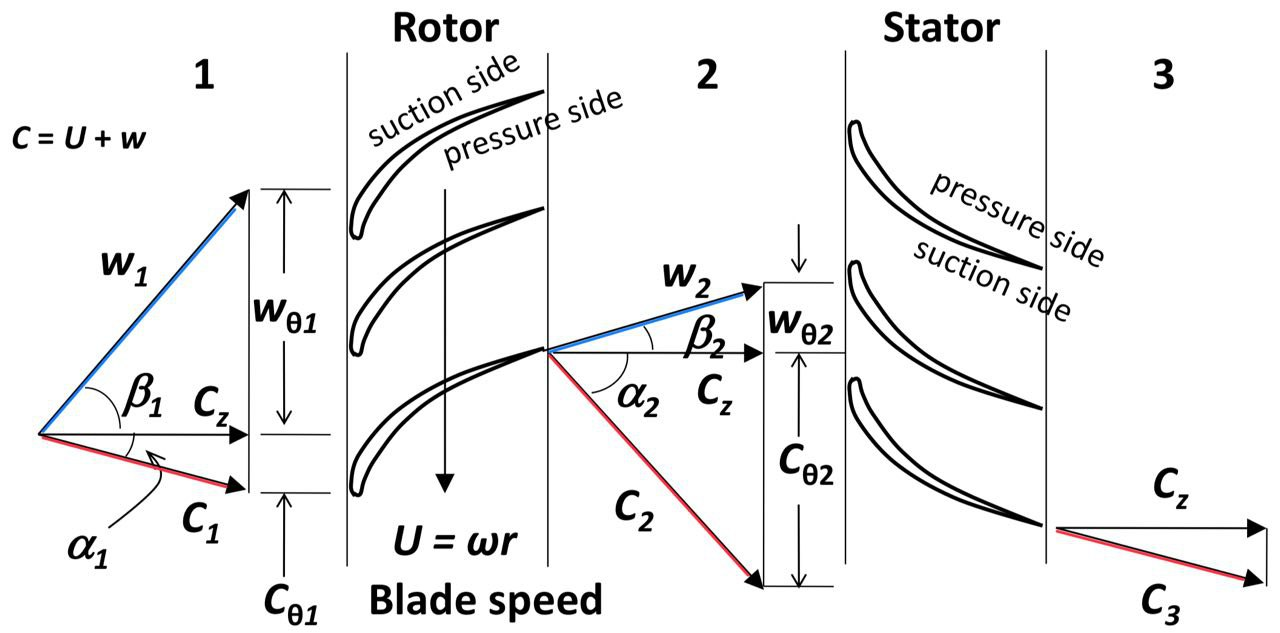 Rotor
Stator
1
2
3
suction side
pressure side
C = U + w
w1
wθ1
β1
Cz
C1
α1
Cθ1
U = ωr
Blade speed
w2
wθ2
β2
α2
Cz
Cθ2
C2
pressure side
suction side
Cz
C3